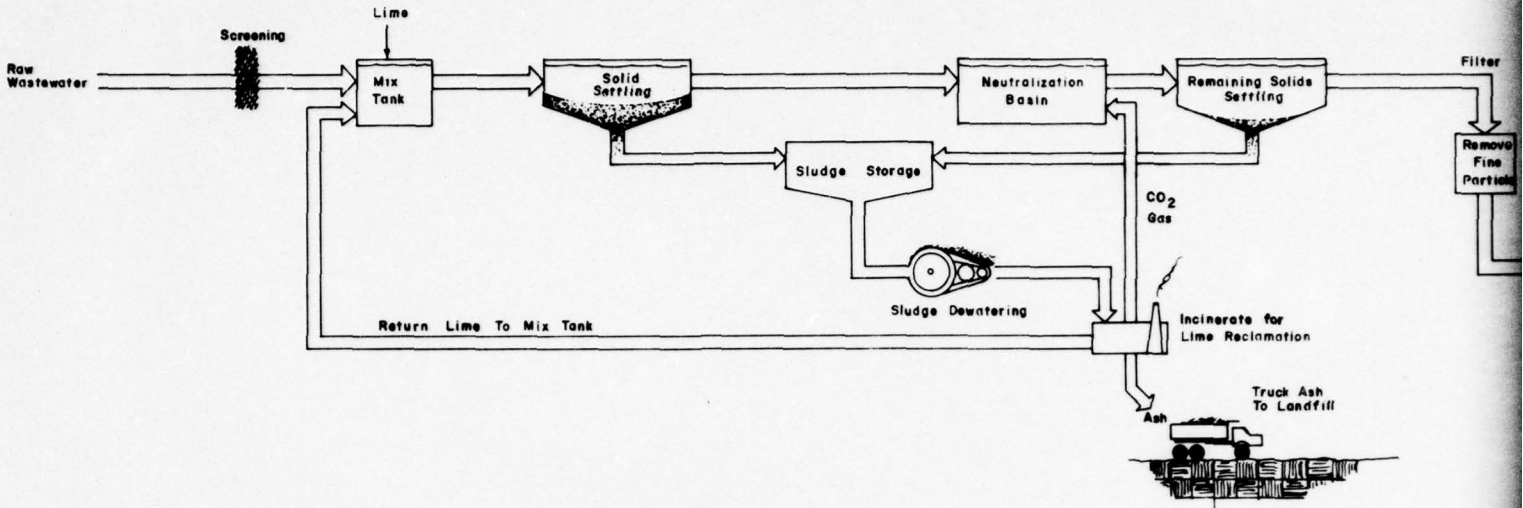 Lime
Screening
Raw
Wastewater
Mix
Tank
Solid
Settling
Neutralization
Basin
Remaining Solids
Settling
Filter
Remove
Fine
Particle
Sludge Storage
CO2
Gas
Sludge Dewatering
Return Lime To Mix Tank
Incinerate for
Lime Reclamation
Ash
Truck Ash
To Landfill